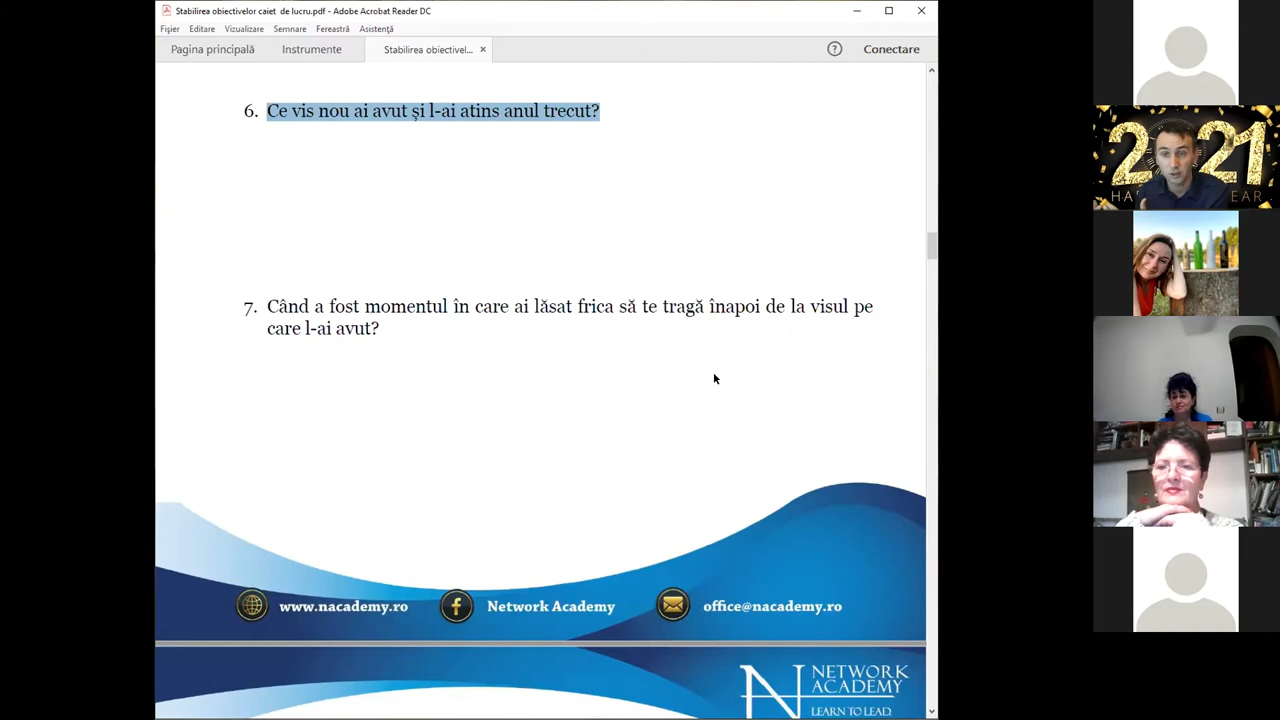 Stabilirea obiectivelor caiet de lucru.pdf - Adobe Acrobat Reader DC
Fișier Editare Vizualizare Semnare Fereastră Asistență
Pagina principală Instrumente Stabilirea obiectivel... × ? Conectare
6. Ce vis nou ai avut și l-ai atins anul trecut?
7. Când a fost momentul în care ai lăsat frica să te tragă înapoi de la visul pe
care l-ai avut?
www.nacademy.ro Network Academy office@nacademy.ro
NETWORK
ACADEMY
LEARN TO LEAD
2021
HA EAR